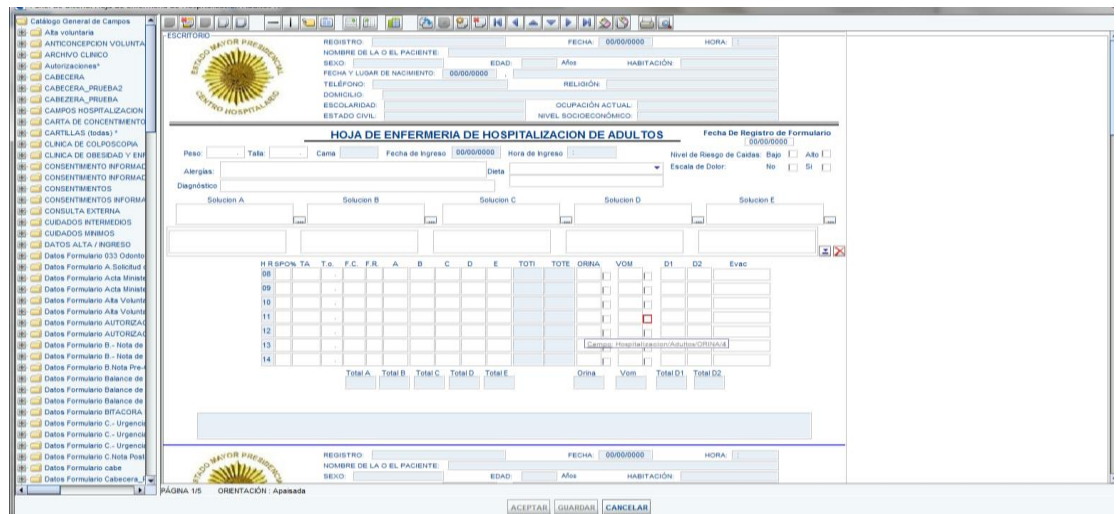 Catálogo General de Campos
Alta voluntaria
ANTICONCEPCION VOLUNTA
ARCHIVO CLINICO
Autorizaciones*
CABECERA
CABECERA_PRUEBA2
CABEZERA_PRUEBA
CAMPOS HOSPITALIZACION
CARTA DE CONCENTIMENTO
CARTILLAS (todas) *
CLINICA DE COLPOSCOPIA
CLINICA DE OBESIDAD Y ENF
CONSENTIMENTO INFORMAD
CONSENTIMENTO INFORMAD
CONSENTIMIENTOS
CONSENTIMIENTOS INFORMA
CONSULTA EXTERNA
CUIDADOS INTERMEDIOS
CUIDADOS MINIMOS
DATOS ALTA / INGRESO
Datos Formulario 033 Odonto
Datos Formulario A.Solicitud d
Datos Formulario Acta Ministe
Datos Formulario Acta Ministe
Datos Formulario Alta Volunta
Datos Formulario Alta Volunta
Datos Formulario AUTORIZAC
Datos Formulario AUTORIZAC
Datos Formulario B.- Nota de
Datos Formulario B.- Nota de
Datos Formulario B.Nota Pre-
Datos Formulario Balance de
Datos Formulario Balance de
Datos Formulario Balance de
Datos Formulario BITACORA
Datos Formulario C.- Urgencia
Datos Formulario C.- Urgencia
Datos Formulario C.- Urgencia
Datos Formulario C.Nota Post
Datos Formulario cabe
Datos Formulario Cabecera_
ESCRITORIO
ESTADO MAYOR PRESIDENCIAL
CENTRO HOSPITALARIO
REGISTRO: FECHA: 00/00/0000 HORA: :
NOMBRE DE LA O EL PACIENTE:
SEXO: EDAD: Años HABITACIÓN:
FECHA Y LUGAR DE NACIMIENTO: 00/00/0000 ,
TELÉFONO: RELIGIÓN:
DOMICILIO:
ESCOLARIDAD: OCUPACIÓN ACTUAL:
ESTADO CIVIL: NIVEL SOCIOECONÓMICO:
HOJA DE ENFERMERIA DE HOSPITALIZACION DE ADULTOS
Fecha De Registro de Formulario
00/00/0000
Peso: . Talla: . Cama Fecha de Ingreso 00/00/0000 Hora de Ingreso : Nivel de Riesgo de Caidas: Bajo Alto
Alergias: Dieta Escala de Dolor: No Si
Diagnóstico
Solucion A Solucion B Solucion C Solucion D Solucion E
H R SPO% TA T.o. F.C. F.R. A B C D E TOTI TOTE ORINA VOM D1 D2 Evac
08
09
10
11
12
13
Campo: Hospitalizacion/Adultos/ORINA/4
14
Total A Total B Total C Total D Total E Orina Vom Total D1 Total D2
MAYOR PRESI
REGISTRO: FECHA: 00/00/0000 HORA: :
NOMBRE DE LA O EL PACIENTE:
SEXO: EDAD: Años HABITACIÓN:
PÁGINA 1/5 ORIENTACIÓN : Apaisada
ACEPTAR GUARDAR CANCELAR